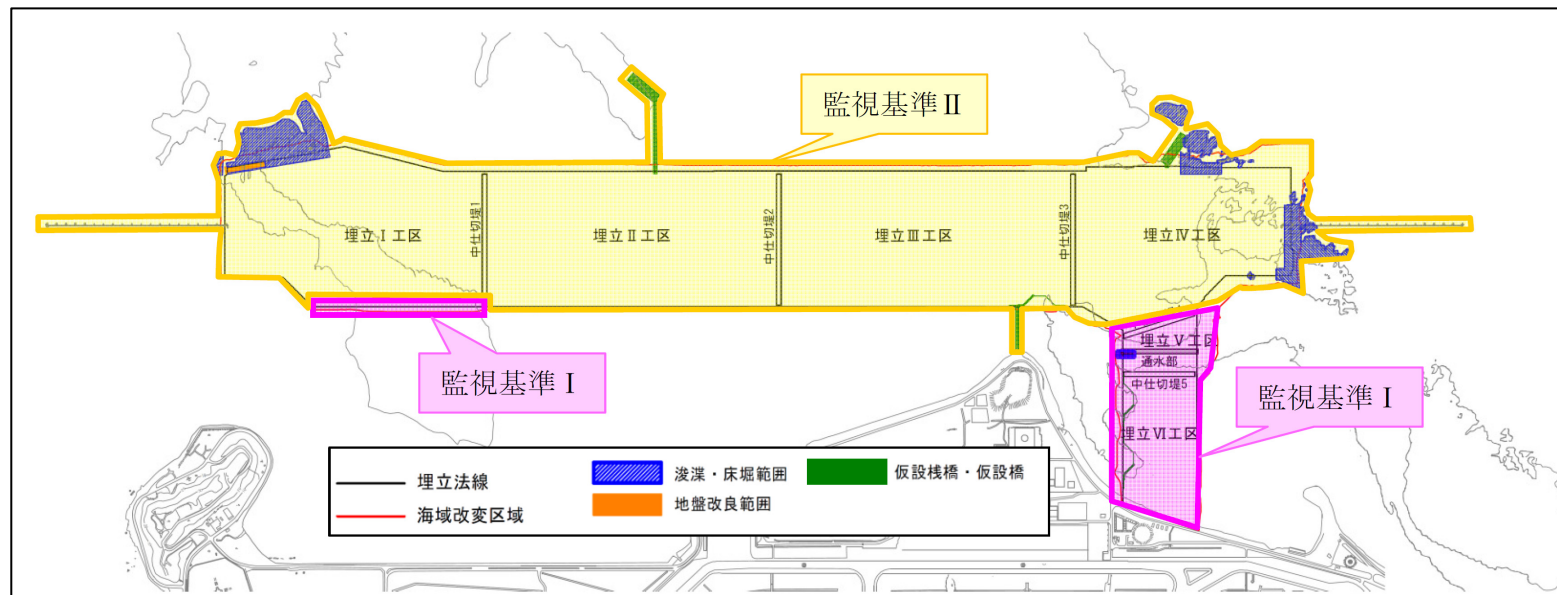 監視基準Ⅱ
埋立Ⅰ工区
中仕切堤1
埋立Ⅱ工区
中仕切堤2
埋立Ⅲ工区
中仕切堤3
埋立Ⅳ工区
監視基準Ⅰ
埋立Ⅴ工区
通水部
中仕切堤5
埋立Ⅵ工区
監視基準Ⅰ
埋立法線
海域改変区域
浚渫・床堀範囲
地盤改良範囲
仮設桟橋・仮設橋